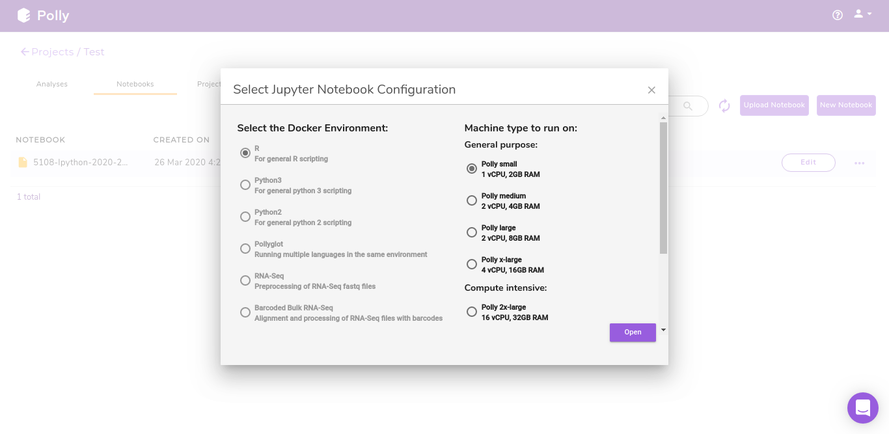 Polly
Projects / Test
Analyses
Notebooks
Project
Upload Notebook
New Notebook
NOTEBOOK
CREATED ON
5108-Ipython-2020-2...
26 Mar 2020 4:2
Edit
1 total
Select Jupyter Notebook Configuration
Select the Docker Environment:
R
For general R scripting
Python3
For general python 3 scripting
Python2
For general python 2 scripting
Pollyglot
Running multiple languages in the same environment
RNA-Seq
Preprocessing of RNA-Seq fastq files
Barcoded Bulk RNA-Seq
Alignment and processing of RNA-Seq files with barcodes
Machine type to run on:
General purpose:
Polly small
1 vCPU, 2GB RAM
Polly medium
2 vCPU, 4GB RAM
Polly large
2 vCPU, 8GB RAM
Polly x-large
4 vCPU, 16GB RAM
Compute intensive:
Polly 2x-large
16 vCPU, 32GB RAM
Open